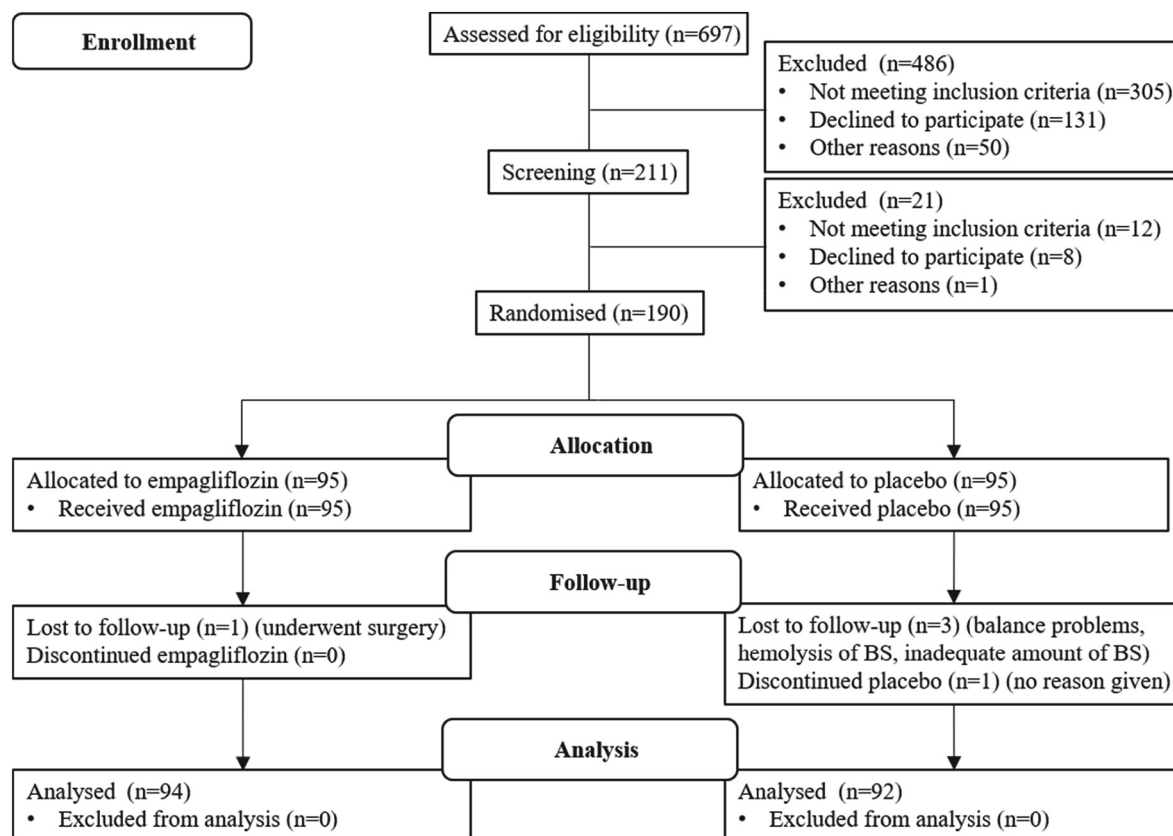 Enrollment
Assessed for eligibility (n=697)
Excluded (n=486)
• Not meeting inclusion criteria (n=305)
• Declined to participate (n=131)
• Other reasons (n=50)
Screening (n=211)
Excluded (n=21)
• Not meeting inclusion criteria (n=12)
• Declined to participate (n=8)
• Other reasons (n=1)
Randomised (n=190)
Allocation
Allocated to empagliflozin (n=95)
• Received empagliflozin (n=95)
Allocated to placebo (n=95)
• Received placebo (n=95)
Follow-up
Lost to follow-up (n=1) (underwent surgery)
Discontinued empagliflozin (n=0)
Lost to follow-up (n=3) (balance problems,
hemolysis of BS, inadequate amount of BS)
Discontinued placebo (n=1) (no reason given)
Analysis
Analysed (n=94)
• Excluded from analysis (n=0)
Analysed (n=92)
• Excluded from analysis (n=0)